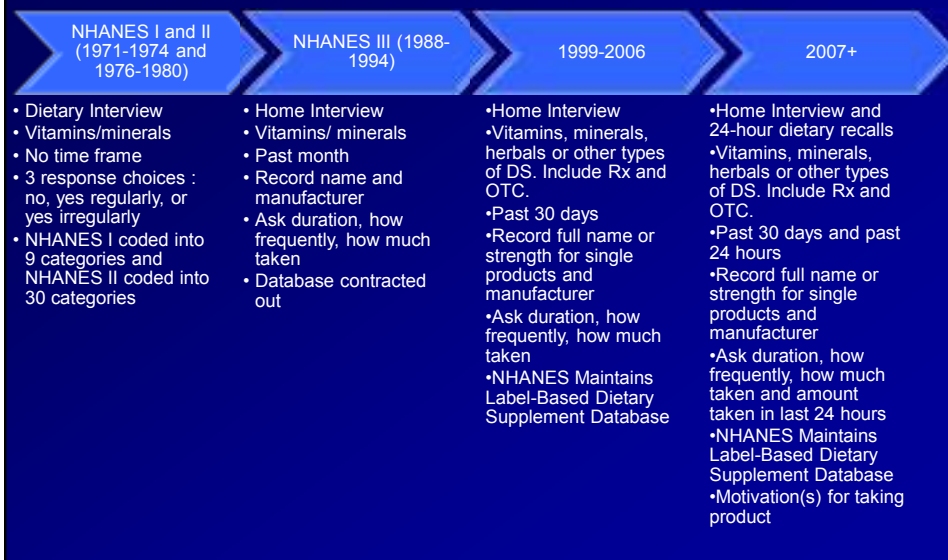 NHANES I and II
(1971-1974 and
1976-1980)
• Dietary Interview
• Vitamins/minerals
• No time frame
• 3 response choices :
no, yes regularly, or
yes irregularly
• NHANES I coded into
9 categories and
NHANES II coded into
30 categories
NHANES III (1988-
1994)
• Home Interview
• Vitamins/ minerals
• Past month
• Record name and
manufacturer
• Ask duration, how
frequently, how much
taken
• Database contracted
out
1999-2006
•Home Interview
•Vitamins, minerals,
herbals or other types
of DS. Include Rx and
OTC.
•Past 30 days
•Record full name or
strength for single
products and
manufacturer
•Ask duration, how
frequently, how much
taken
•NHANES Maintains
Label-Based Dietary
Supplement Database
2007+
•Home Interview and
24-hour dietary recalls
•Vitamins, minerals,
herbals or other types
of DS. Include Rx and
OTC.
•Past 30 days and past
24 hours
•Record full name or
strength for single
products and
manufacturer
•Ask duration, how
frequently, how much
taken and amount
taken in last 24 hours
•NHANES Maintains
Label-Based Dietary
Supplement Database
•Motivation(s) for taking
product